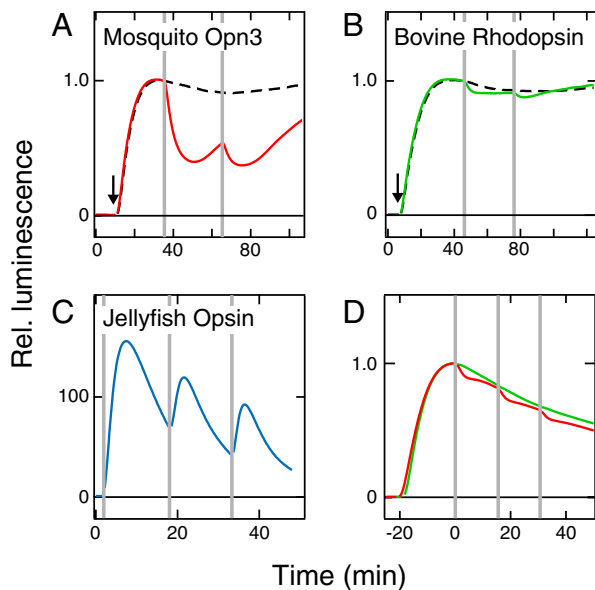 A
Mosquito Opn3
1.0
0
0
40
80
B
Bovine Rhodopsin
1.0
0
0
40
80
Rel. luminescence
C
Jellyfish Opsin
100
0
0
20
40
D
1.0
0
-20
0
20
40
Time (min)